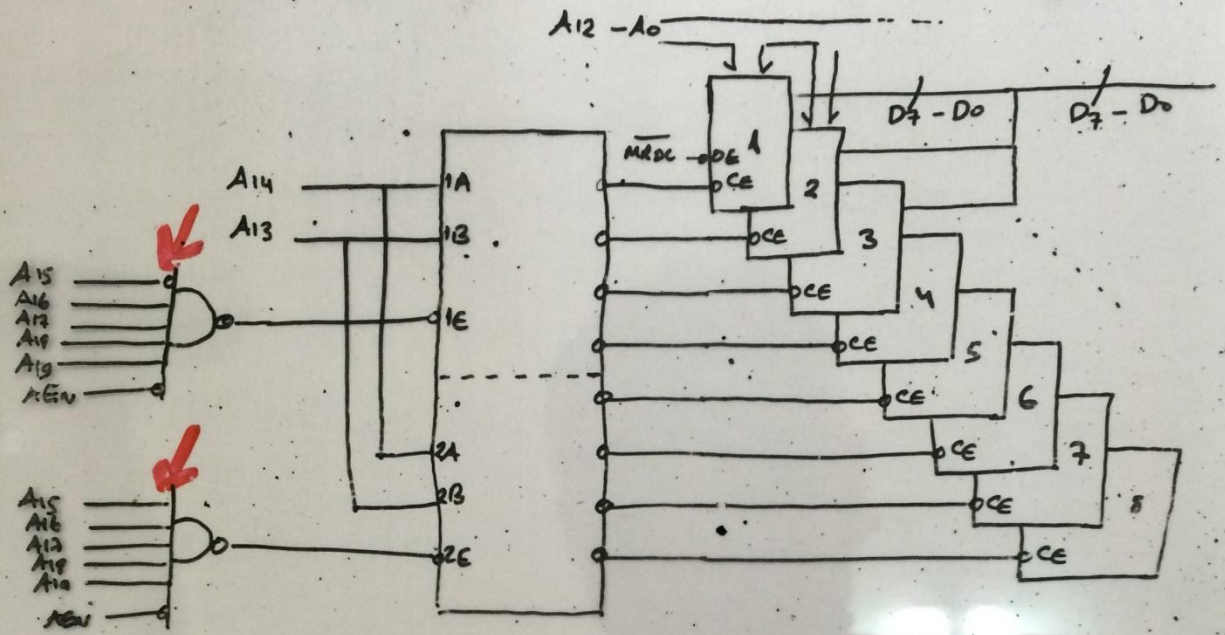 A12 - A0
D7 - D0
D7 - D0
MRDC
OE
1
CE
A14
1A
2
A13
1B
CE
3
A15
A16
A17
A18
A19
AEN
1E
CE
4
CE
5
CE
6
2A
CE
7
2B
CE
8
A15
A16
A17
A18
A19
AEN
2E
CE